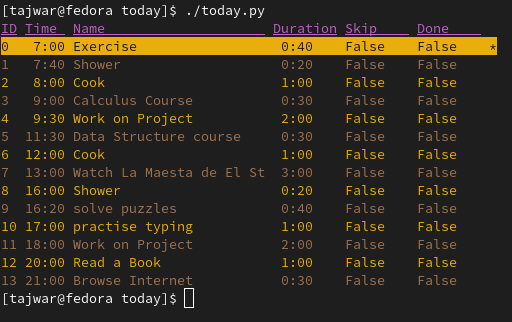 [tajwar@fedora today]$ ./today.py
ID Time  Name                    Duration Skip    Done
0   7:00 Exercise                 0:40    False    False    *
1   7:40 Shower                   0:20    False    False
2   8:00 Cook                     1:00    False    False
3   9:00 Calculus Course          0:30    False    False
4   9:30 Work on Project          2:00    False    False
5  11:30 Data Structure course    0:30    False    False
6  12:00 Cook                     1:00    False    False
7  13:00 Watch La Maesta de El St 3:00    False    False
8  16:00 Shower                   0:20    False    False
9  16:20 solve puzzles            0:40    False    False
10 17:00 practise typing          1:00    False    False
11 18:00 Work on Project          2:00    False    False
12 20:00 Read a Book              1:00    False    False
13 21:00 Browse Internet          0:30    False    False
[tajwar@fedora today]$